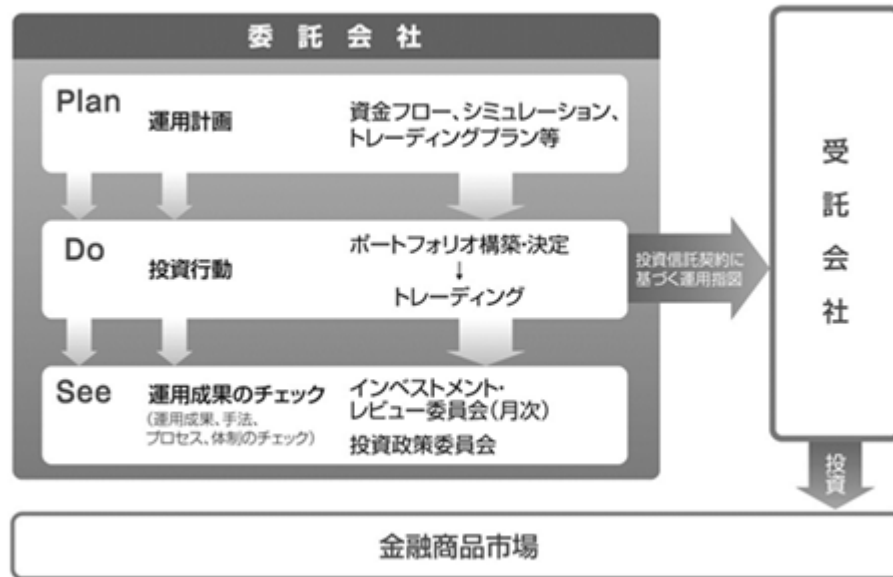 委託会社
Plan
運用計画
資金フロー、シミュレーション、
トレーディングプラン等
Do
投資行動
ポートフォリオ構築・決定
↓
トレーディング
投資信託契約に
基づく運用指図
See
運用成果のチェック
(運用成果、手法、
プロセス、体制のチェック)
インベストメント・
レビュー委員会(月次)
投資政策委員会
受託会社
投資
金融商品市場